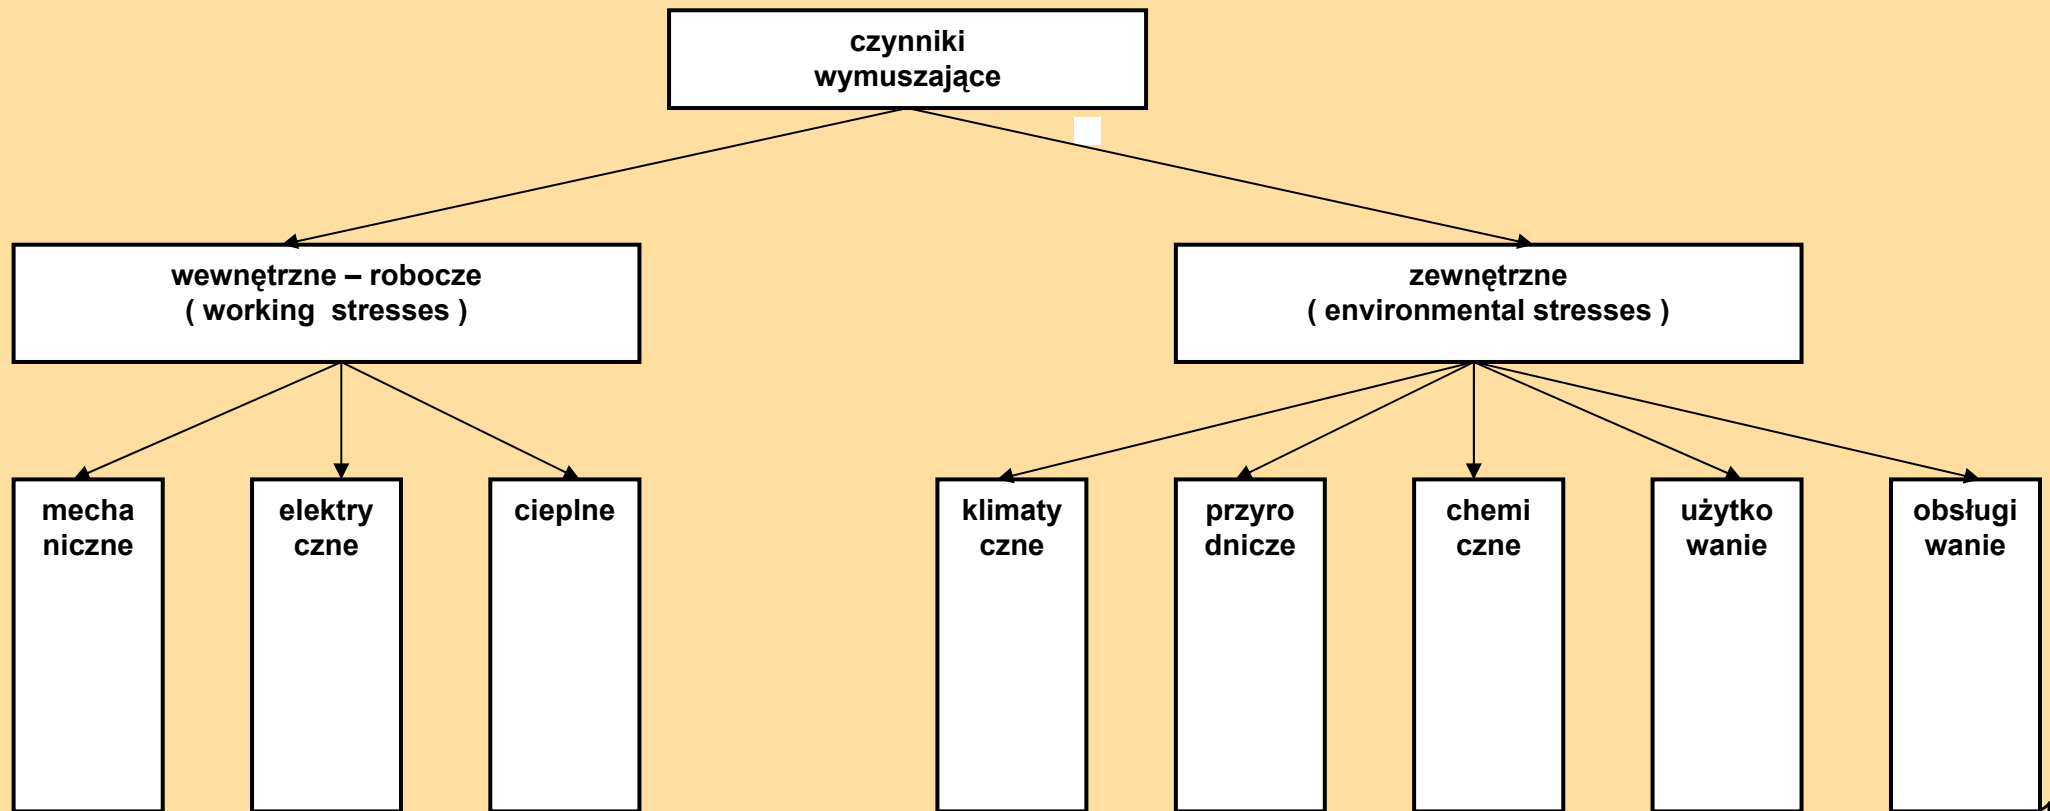 czynniki
wymuszające
wewnętrzne – robocze
( working stresses )
zewnętrzne
( environmental stresses )
mecha
niczne
elektry
czne
cieplne
klimaty
czne
przyro
dnicze
chemi
czne
użytko
wanie
obsługi
wanie